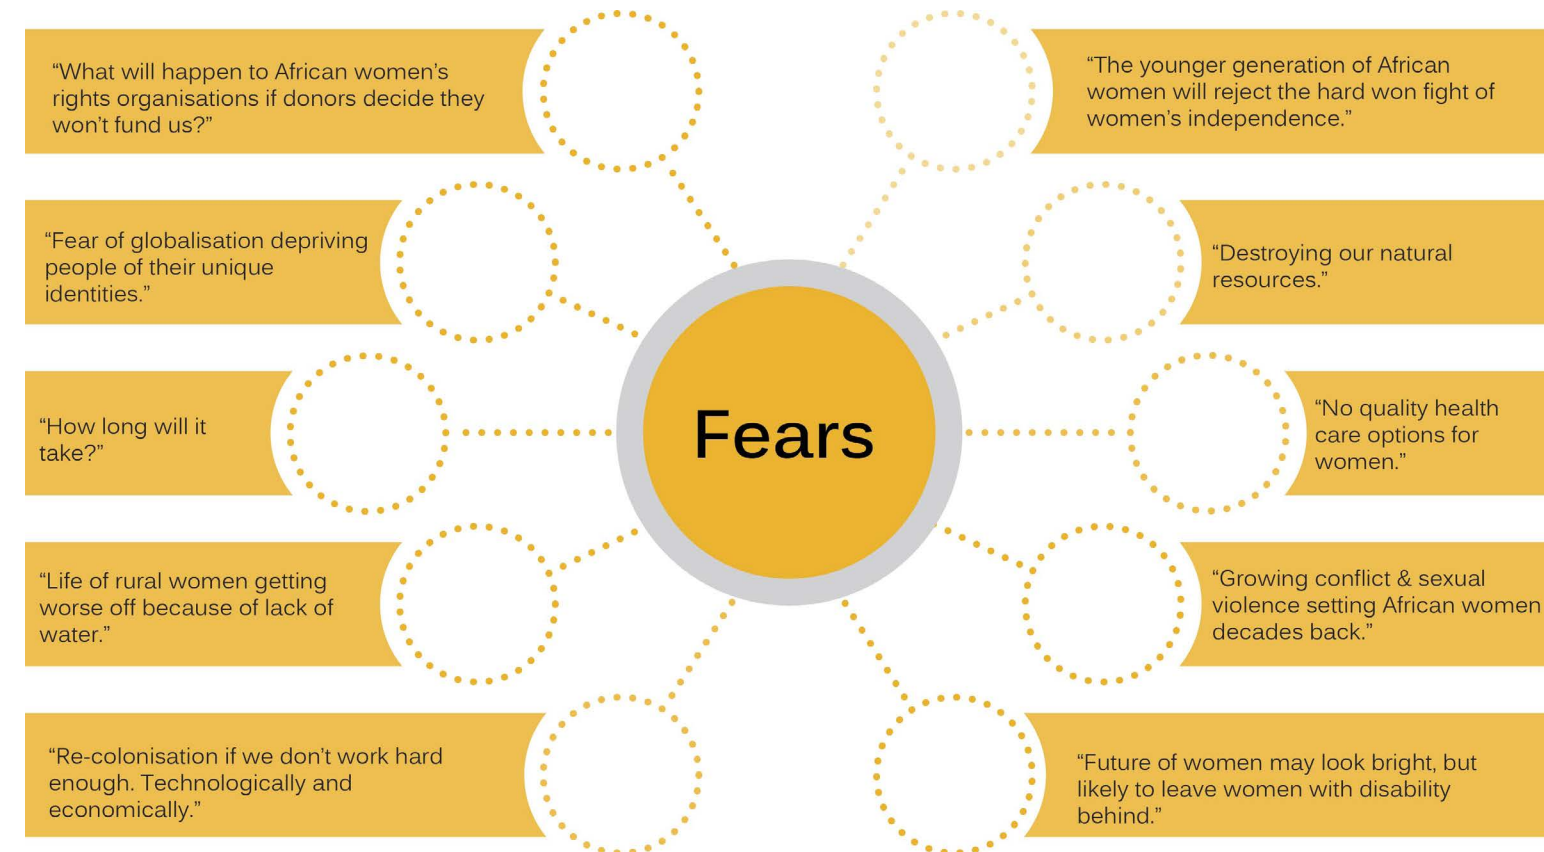 “What will happen to African women’s
rights organisations if donors decide they
won’t fund us?”
“The younger generation of African
women will reject the hard won fight of
women’s independence.”
“Fear of globalisation depriving
people of their unique
identities.”
“Destroying our natural
resources.”
“How long will it
take?”
Fears
“No quality health
care options for
women.”
“Life of rural women getting
worse off because of lack of
water.”
“Growing conflict & sexual
violence setting African women
decades back.”
“Re-colonisation if we don’t work hard
enough. Technologically and
economically.”
“Future of women may look bright, but
likely to leave women with disability
behind.”